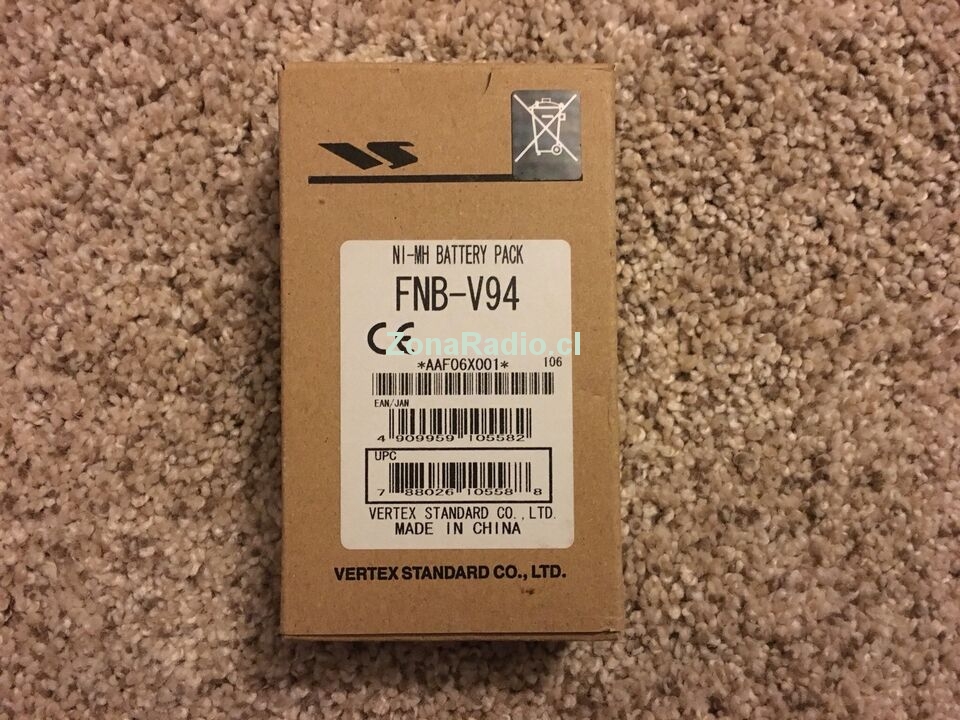 VS
NI-MH BATTERY PACK
FNB-V94
CE
ZonaRadio.cl
*AAF06X001* 106
EAN/JAN
4 909959 105582
UPC
7 88026 10558 8
VERTEX STANDARD CO.,LTD.
MADE IN CHINA
VERTEX STANDARD CO., LTD.